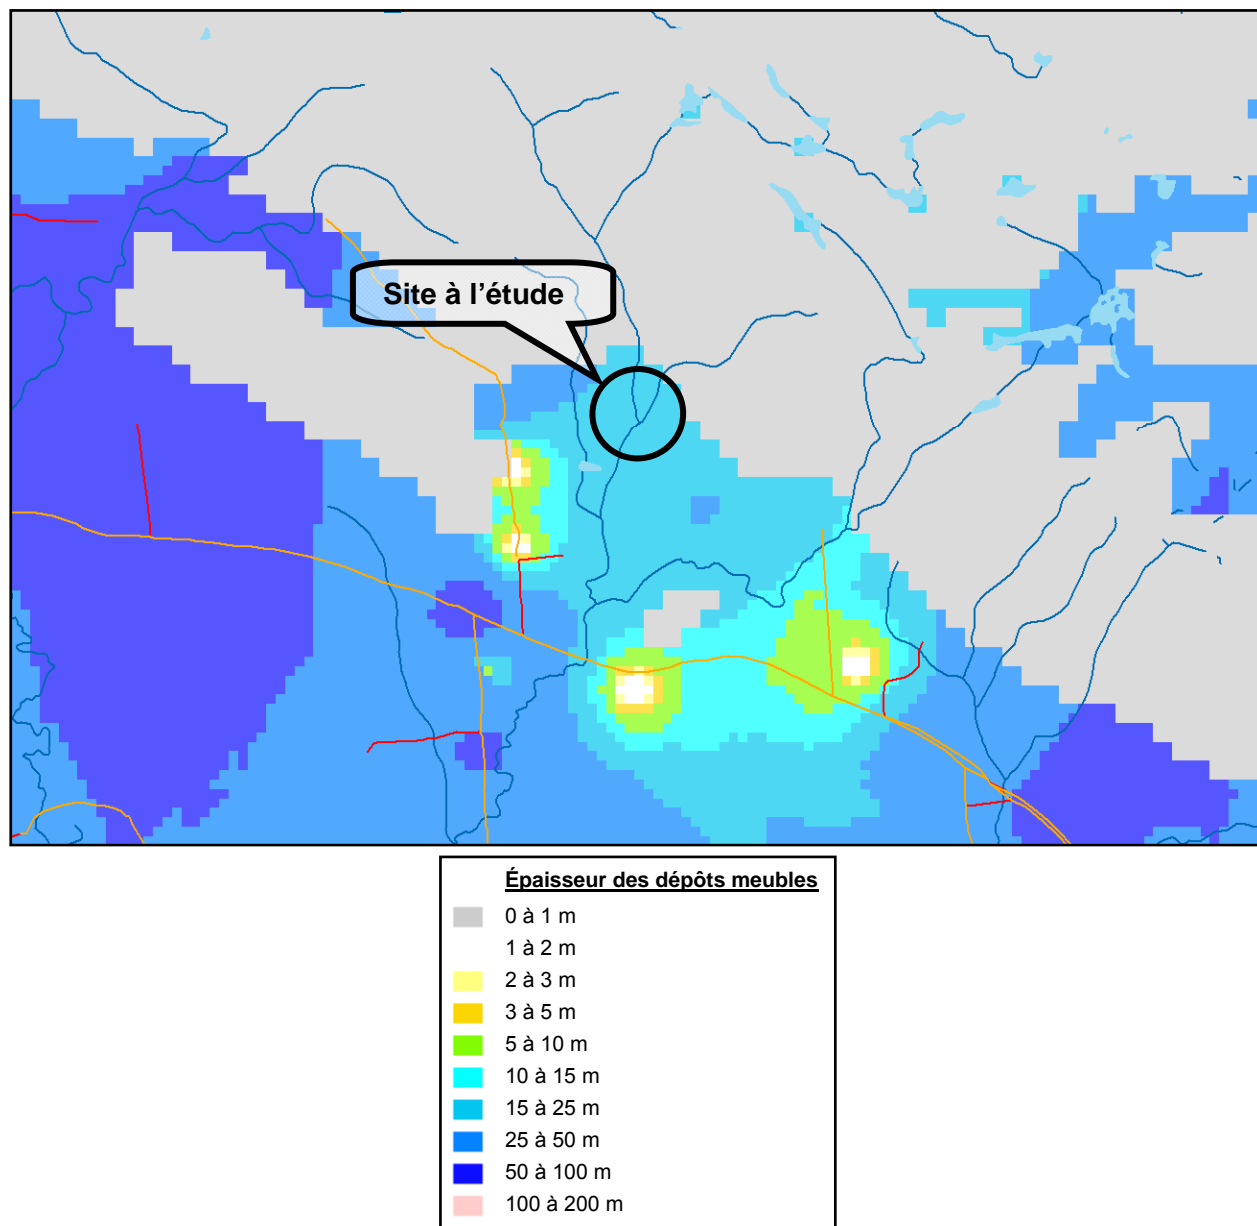 Site à l'étude
Épaisseur des dépôts meubles
0 à 1 m
1 à 2 m
2 à 3 m
3 à 5 m
5 à 10 m
10 à 15 m
15 à 25 m
25 à 50 m
50 à 100 m
100 à 200 m